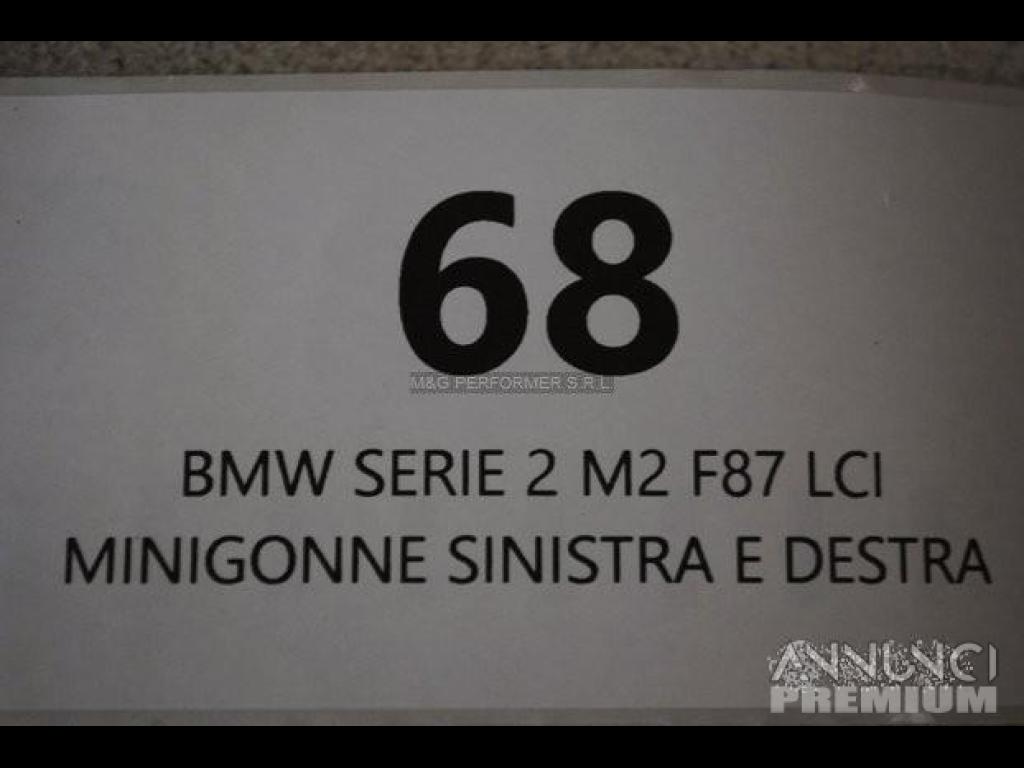 68
M&G PERFORMER S.R.L.
BMW SERIE 2 M2 F87 LCI
MINIGONNE SINISTRA E DESTRA
ANNUNCI
PREMIUM